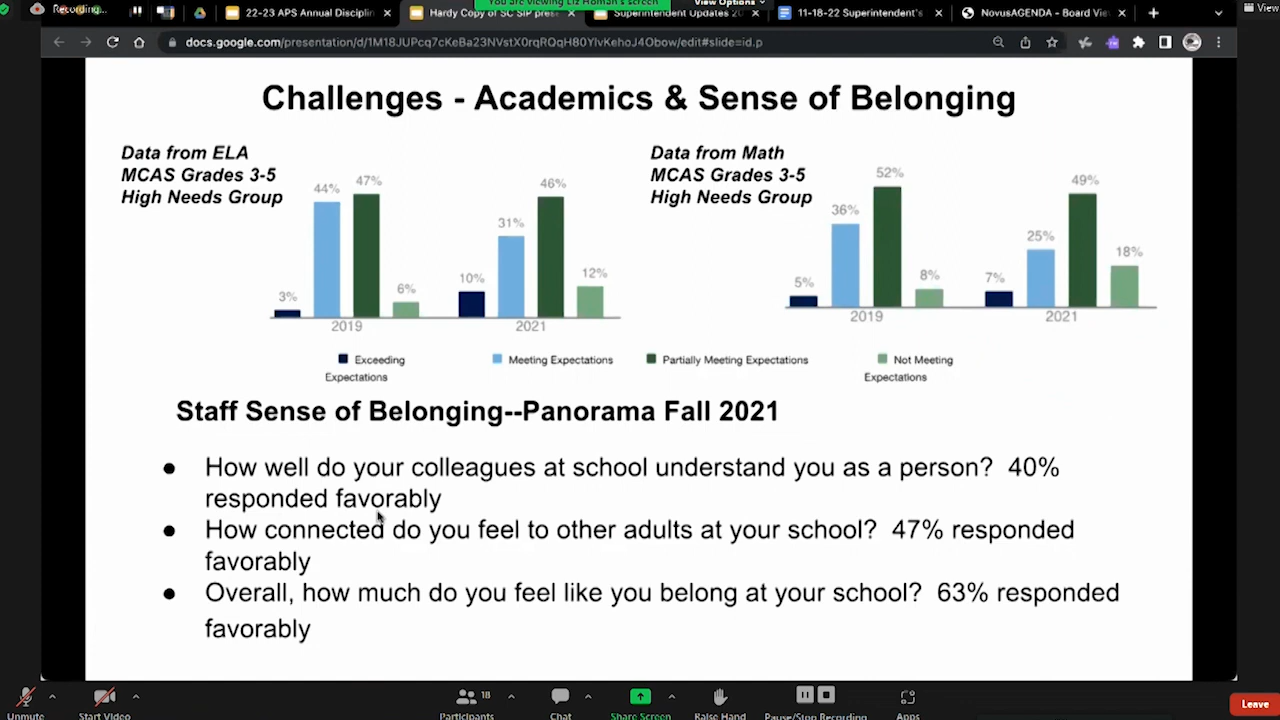 Recording...
You are viewing Liz Homan's screen
View Options
View
22-23 APS Annual Disciplin
Hardy Copy of SC SIP pres
Superintendent Updates 20
11-18-22 Superintendent's
NovusAGENDA - Board Vie
docs.google.com/presentation/d/1M18JUPcq7cKeBa23NVstX0rqRQqH80YlvKehoJ4Obow/edit#slide=id.p
Challenges - Academics & Sense of Belonging
Data from ELA
MCAS Grades 3-5
High Needs Group
3%
44%
47%
6%
2019
10%
31%
46%
12%
2021
Data from Math
MCAS Grades 3-5
High Needs Group
5%
36%
52%
8%
2019
7%
25%
49%
18%
2021
Exceeding
Expectations
Meeting Expectations
Partially Meeting Expectations
Not Meeting
Expectations
Staff Sense of Belonging--Panorama Fall 2021
How well do your colleagues at school understand you as a person? 40%
responded favorably
How connected do you feel to other adults at your school? 47% responded
favorably
Overall, how much do you feel like you belong at your school? 63% responded
favorably
Unmute
Start Video
Participants
18
Chat
Share Screen
Raise Hand
Pause/Stop Recording
Apps
Leave